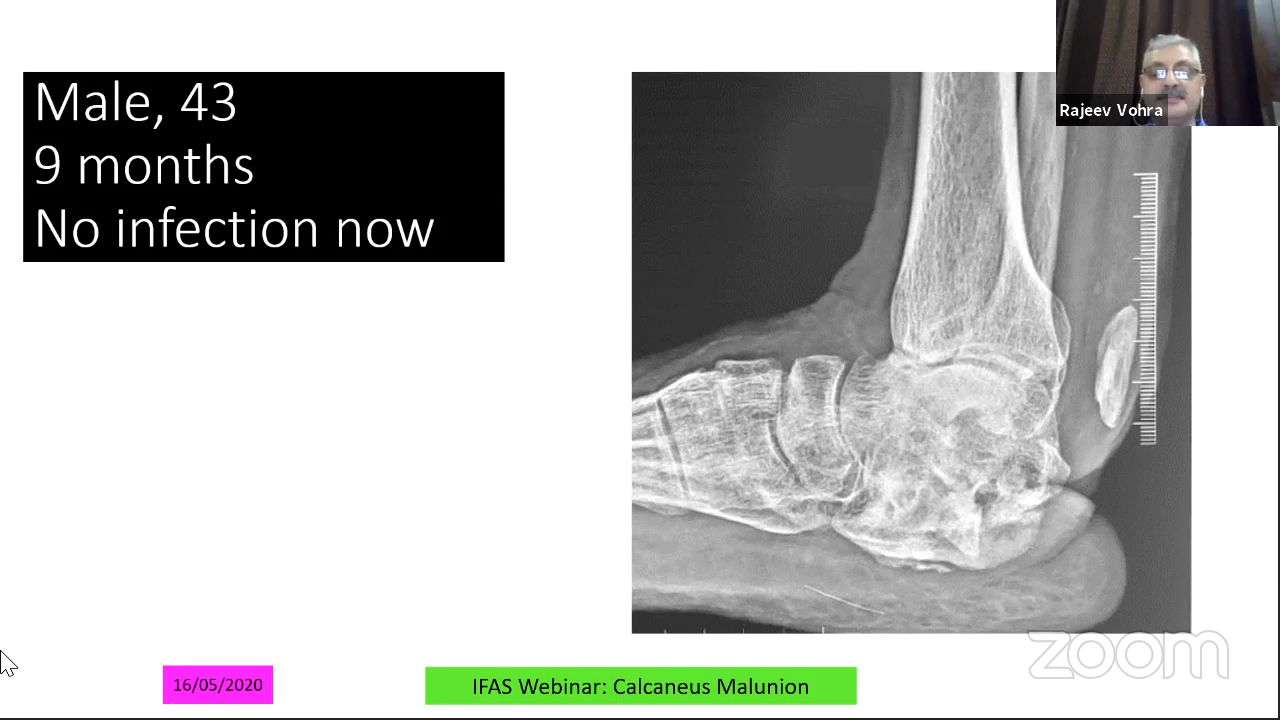 Male, 43
9 months
No infection now
Rajeev Vohra
16/05/2020
IFAS Webinar: Calcaneus Malunion
zoom